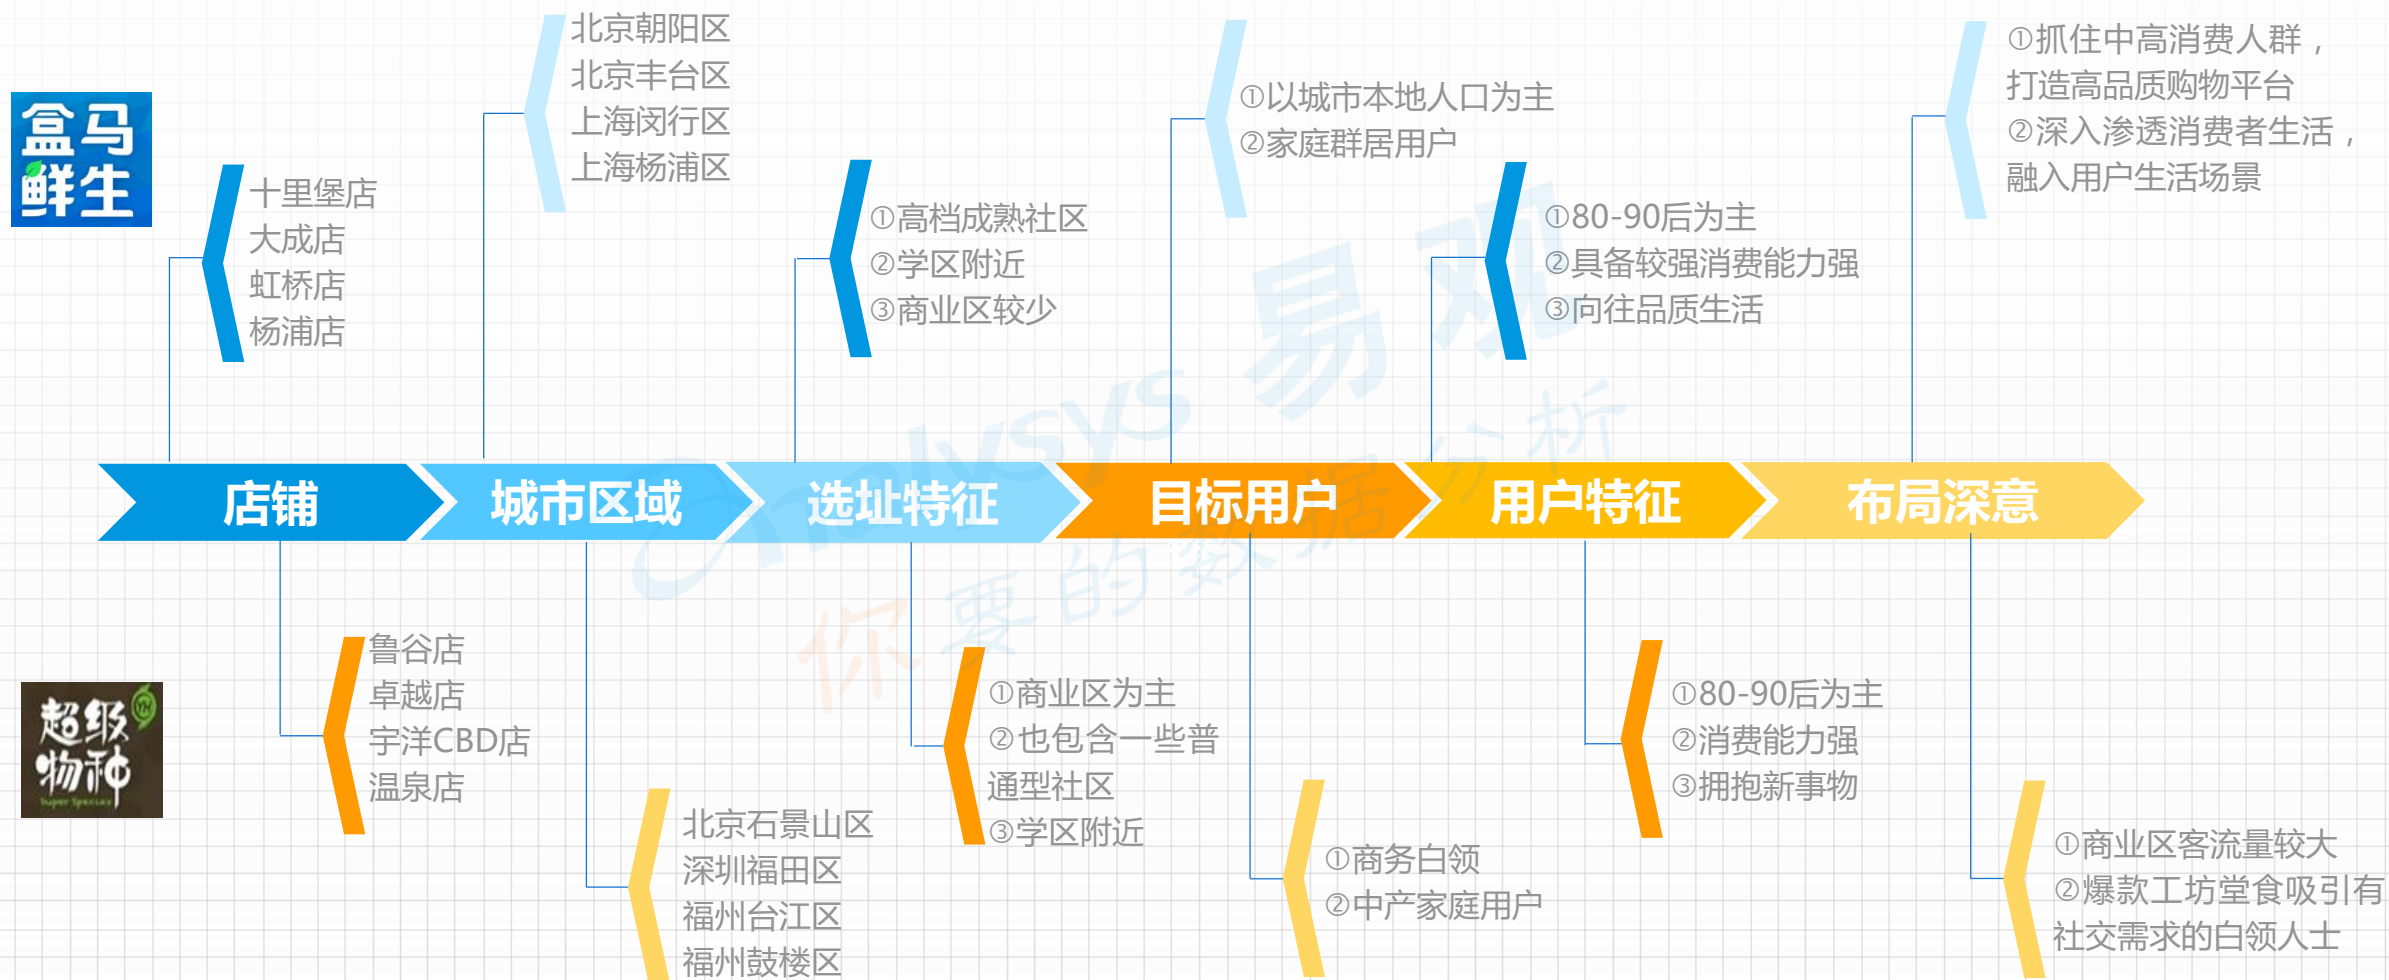 盒马
鲜生
十里堡店
大成店
虹桥店
杨浦店
北京朝阳区
北京丰台区
上海闵行区
上海杨浦区
①高档成熟社区
②学区附近
③商业区较少
①以城市本地人口为主
②家庭群居用户
①80-90后为主
②具备较强消费能力强
③向往品质生活
①抓住中高消费人群，
打造高品质购物平台
②深入渗透消费者生活，
融入用户生活场景
店铺
城市区域
选址特征
目标用户
用户特征
布局深意
Analysys 易观
你要的数据分析
超级
物种
Super Species
YH
鲁谷店
卓越店
宇洋CBD店
温泉店
北京石景山区
深圳福田区
福州台江区
福州鼓楼区
①商业区为主
②也包含一些普
通型社区
③学区附近
①商务白领
②中产家庭用户
①80-90后为主
②消费能力强
③拥抱新事物
①商业区客流量较大
②爆款工坊堂食吸引有
社交需求的白领人士